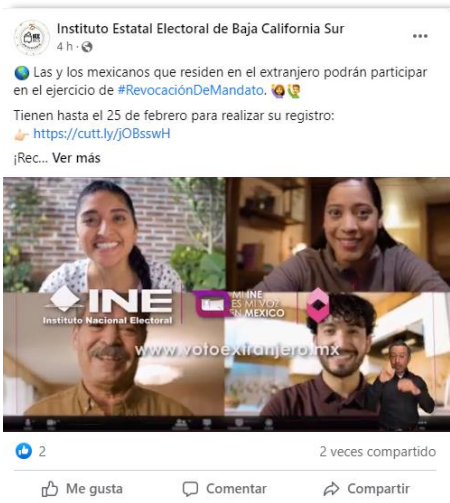 Instituto Estatal Electoral de Baja California Sur
4 h ·
Las y los mexicanos que residen en el extranjero podrán participar
en el ejercicio de #RevocaciónDeMandato.
Tienen hasta el 25 de febrero para realizar su registro:
https://cutt.ly/jOBsswH
¡Rec... Ver más
INE
Instituto Nacional Electoral
MI INE
ES MI VOZ
EN MEXICO
www.votoextranjero.mx
2
2 veces compartido
Me gusta
Comentar
Compartir